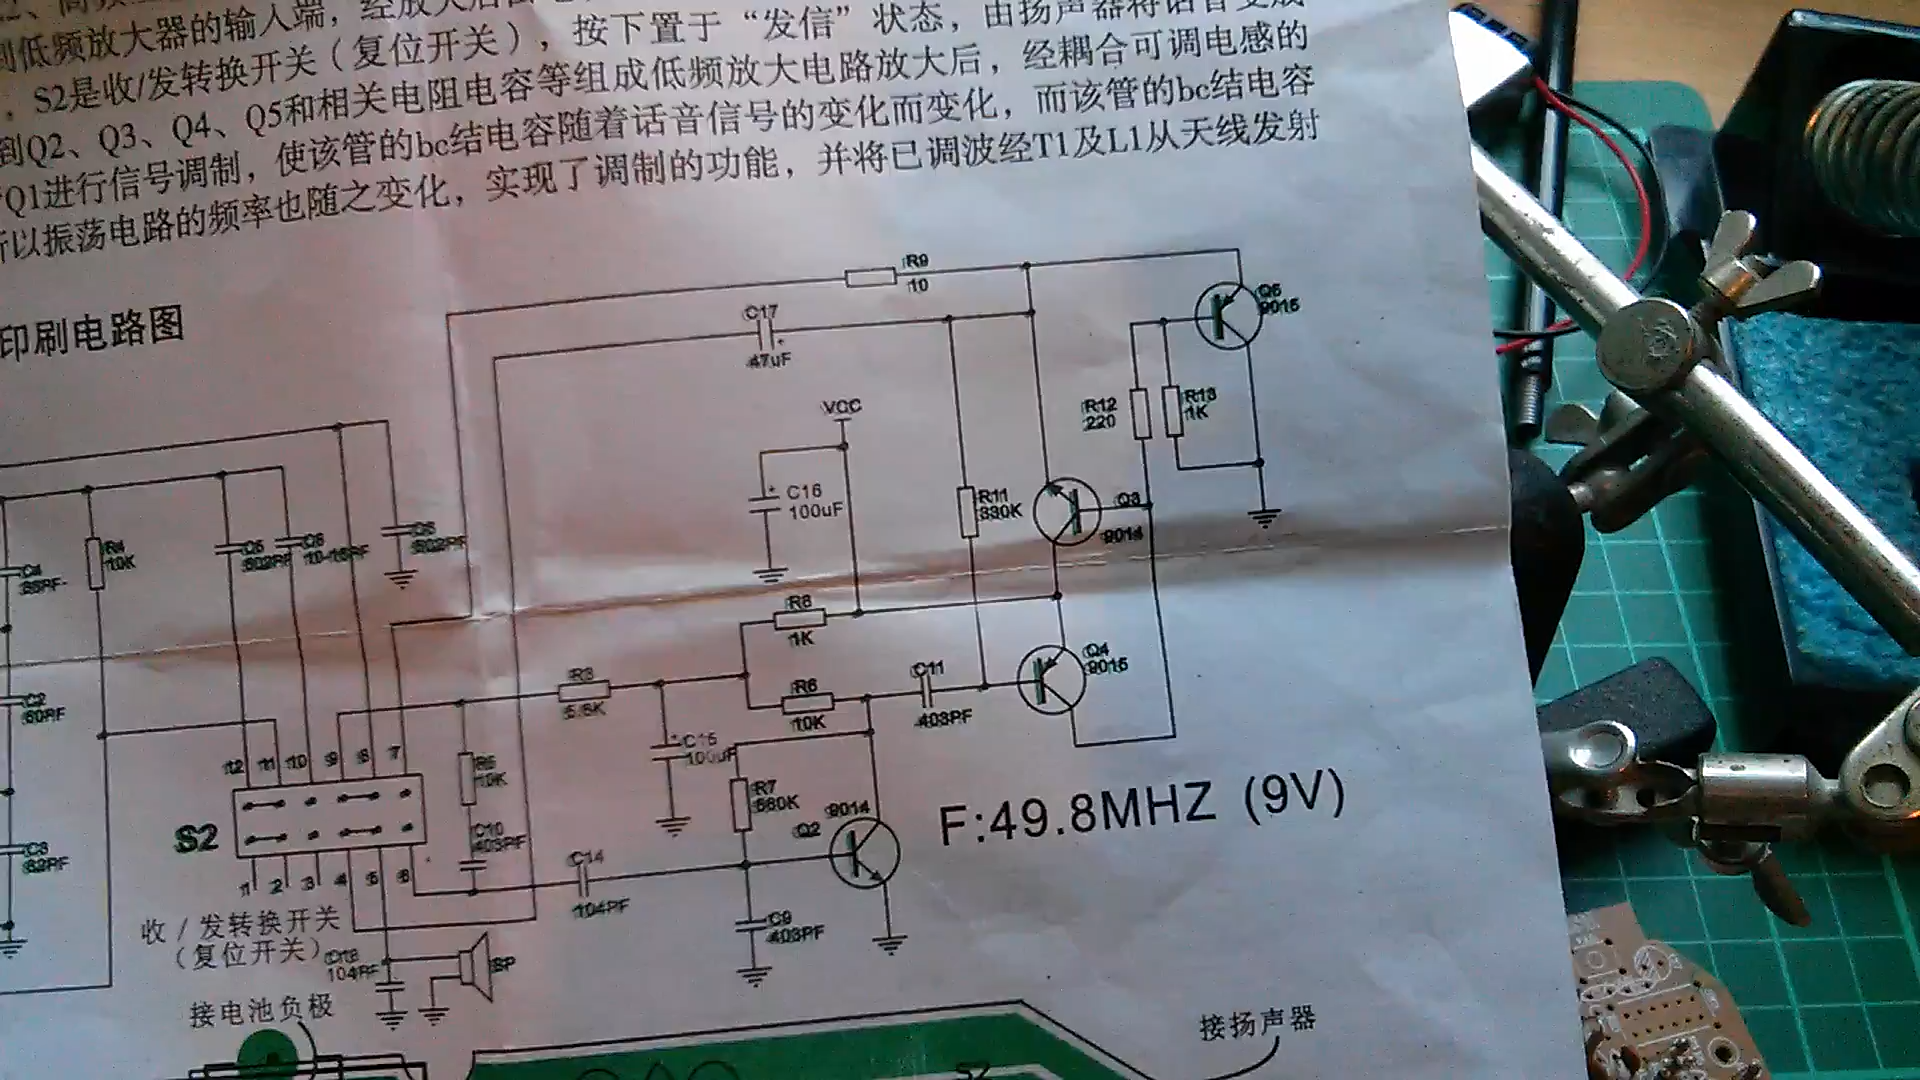 到低频放大器的输入端，经放大后
，S2是收/发转换开关（复位开关），按下置于“发信”状态，由扬声器将话音变成
到Q2、Q3、Q4、Q5和相关电阻电容等组成低频放大电路放大后，经耦合可调电感的
Q1进行信号调制，使该管的bc结电容随着话音信号的变化而变化，而该管的bc结电容
所以振荡电路的频率也随之变化，实现了调制的功能，并将已调波经T1及L1从天线发射
印刷电路图
R9
10
C17
47uF
VCC
C16
100uF
R11
330K
R12
220
R13
1K
9015
Q3
9014
Q4
9015
R4
10K
10-15PF
R8
1K
R3
5.6K
R6
10K
C11
403PF
C15
100uF
C2
R5
10K
C10
403PF
R7
680K
9014
Q2
C14
104PF
C9
403PF
12 11 10 9 8 7
S2
1 2 3 4 5 6
收/发转换开关
（复位开关）
104PF
SP
F:49.8MHZ (9V)
接电池负极
接扬声器
S2